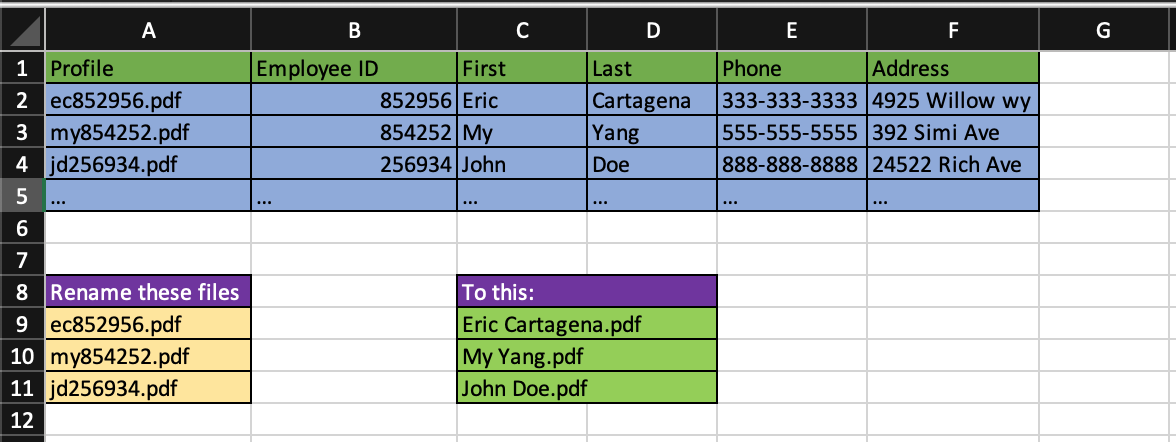 A B C D E F G
1 Profile Employee ID First Last Phone Address
2 ec852956.pdf 852956 Eric Cartagena 333-333-3333 4925 Willow wy
3 my854252.pdf 854252 My Yang 555-555-5555 392 Simi Ave
4 jd256934.pdf 256934 John Doe 888-888-8888 24522 Rich Ave
5 ... ... ... ... ... ...
6
7
8 Rename these files To this:
9 ec852956.pdf Eric Cartagena.pdf
10 my854252.pdf My Yang.pdf
11 jd256934.pdf John Doe.pdf
12